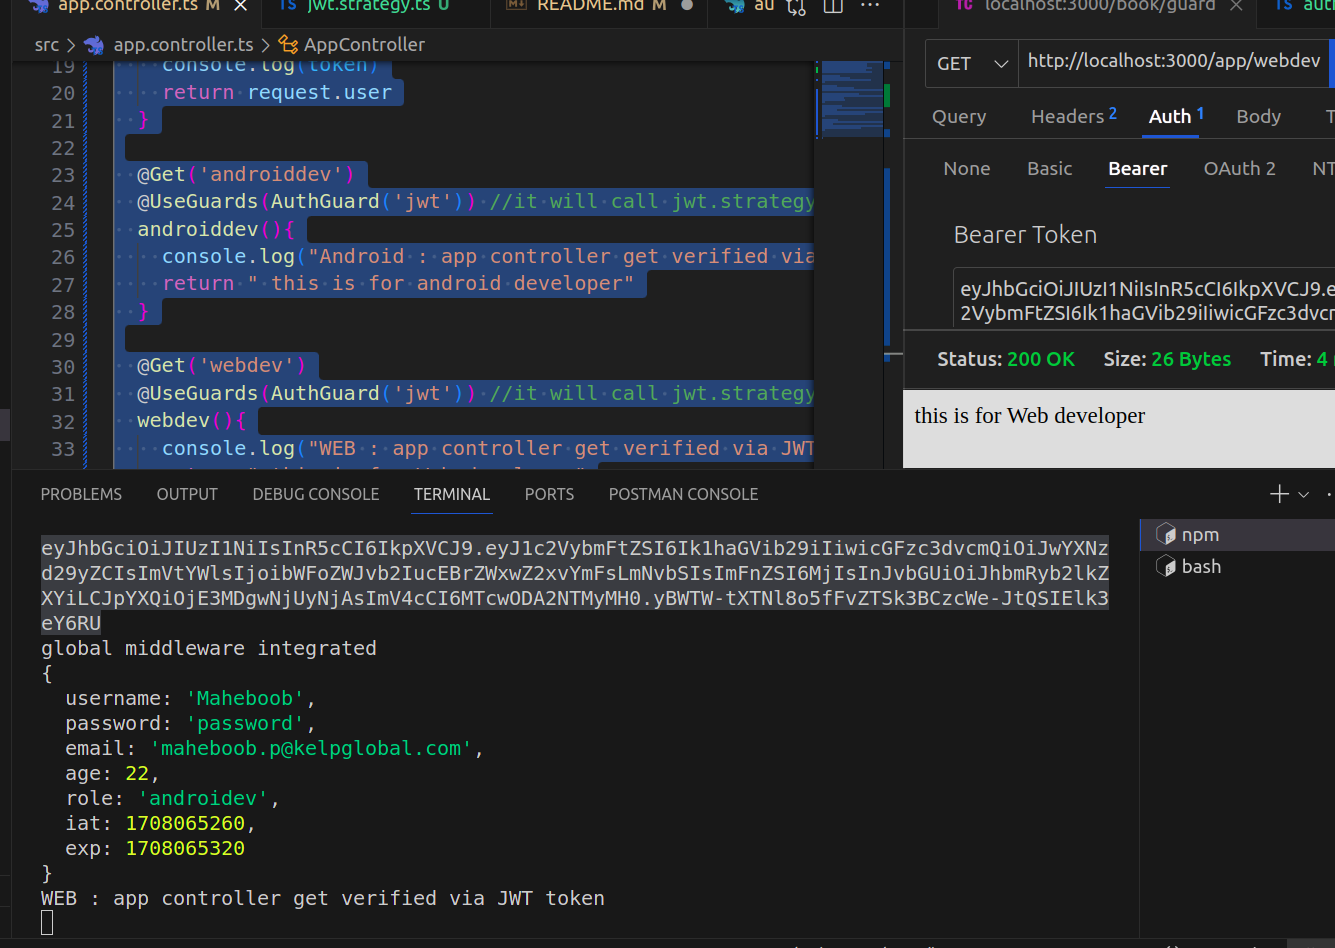 app.controller.ts M
TS jwt.strategy.ts U
README.md M
au
TC localhost:3000/book/guard
TS
src > app.controller.ts > AppController
19 console.log(token)
20 return request.user
21 }
22
23 @Get('androiddev')
24 @UseGuards(AuthGuard('jwt')) //it will call jwt.strategy
25 androiddev(){
26 console.log("Android : app controller get verified via
27 return " this is for android developer"
28 }
29
30 @Get('webdev')
31 @UseGuards(AuthGuard('jwt')) //it will call jwt.strategy
32 webdev(){
33 console.log("WEB : app controller get verified via JWT
GET http://localhost:3000/app/webdev
Query Headers 2 Auth 1 Body
None Basic Bearer OAuth 2 NT
Bearer Token
eyJhbGciOiJIUzI1NiIsInR5cCI6IkpXVCJ9.e
2VybmFtZSI6Ik1haGVib29iIiwicGFzc3dvcm
Status: 200 OK Size: 26 Bytes Time: 4
this is for Web developer
PROBLEMS OUTPUT DEBUG CONSOLE TERMINAL PORTS POSTMAN CONSOLE
eyJhbGciOiJIUzI1NiIsInR5cCI6IkpXVCJ9.eyJ1c2VybmFtZSI6Ik1haGVib29iIiwicGFzc3dvcmQiOiJwYXNz
d29yZCIsImVtYWlsIjoibWFoZWJvb2IucEBrZWxwZ2xvYmFsLmNvbSIsImFnZSI6MjIsInJvbGUiOiJhbmRyb2lkZ
XYiLCJpYXQiOjE3MDgwNjUyNjAsImV4cCI6MTcwODA2NTMyMH0.yBWTW-tXTNl8o5fFvZTSk3BCzcWe-JtQSIElk3
eY6RU
global middleware integrated
{
username: 'Maheboob',
password: 'password',
email: 'maheboob.p@kelpglobal.com',
age: 22,
role: 'androidev',
iat: 1708065260,
exp: 1708065320
}
WEB : app controller get verified via JWT token
npm
bash